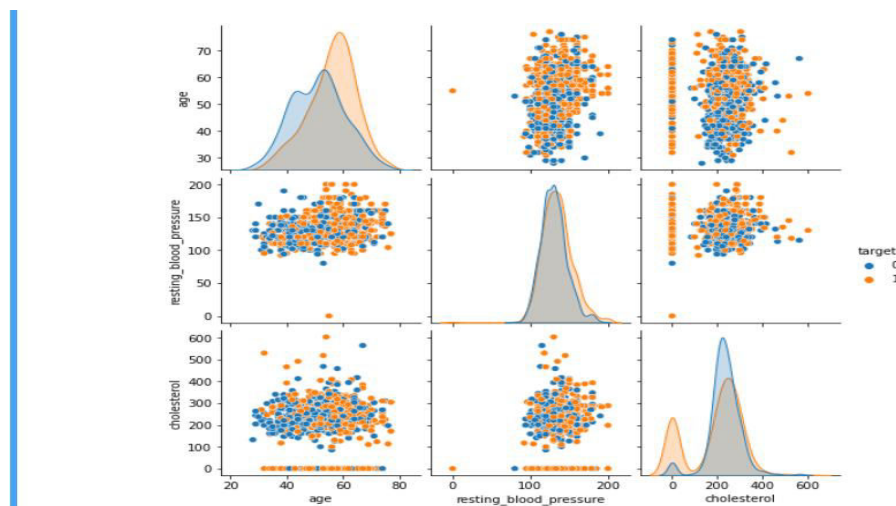 age
70
60
50
40
30
resting_blood_pressure
200
150
100
50
0
target
0
1
cholesterol
600
500
400
300
200
100
0
20 40 60 80
0 100 200
0 200 400 600
age resting_blood_pressure cholesterol